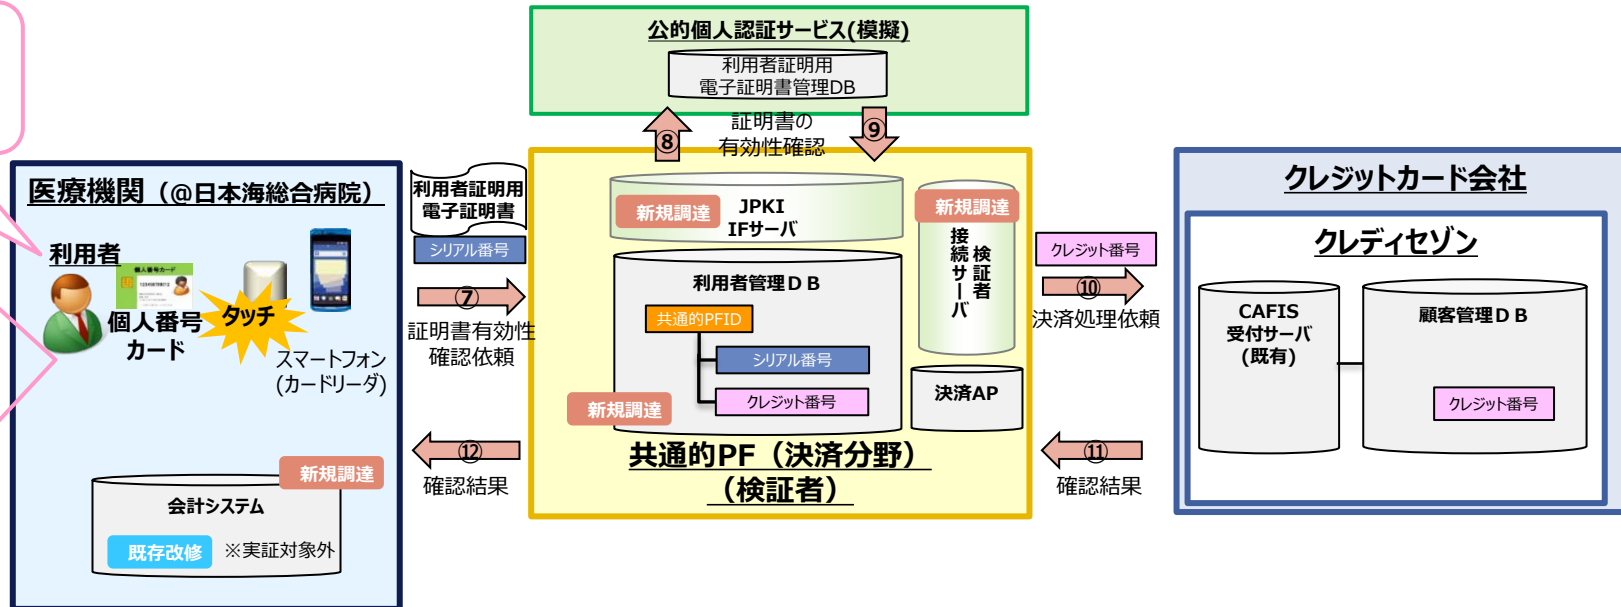 公的個人認証サービス(模擬)
利用者証明用
電子証明書管理DB
⑧
証明書の
有効性確認
⑨
医療機関（@日本海総合病院）
利用者
個人番号カード
個人番号
カード
タッチ
スマートフォン
(カードリーダ)
新規調達
会計システム
既存改修
※実証対象外
利用者証明用
電子証明書
シリアル番号
⑦
証明書有効性
確認依頼
⑫
確認結果
新規調達
JPKI
IFサーバ
利用者管理ＤＢ
共通的PFID
シリアル番号
クレジット番号
新規調達
新規調達
検証者
接続サーバ
決済AP
共通的PF（決済分野）
（検証者）
クレジット番号
⑩
決済処理依頼
⑪
確認結果
クレジットカード会社
クレディセゾン
CAFIS
受付サーバ
(既有)
顧客管理ＤＢ
クレジット番号